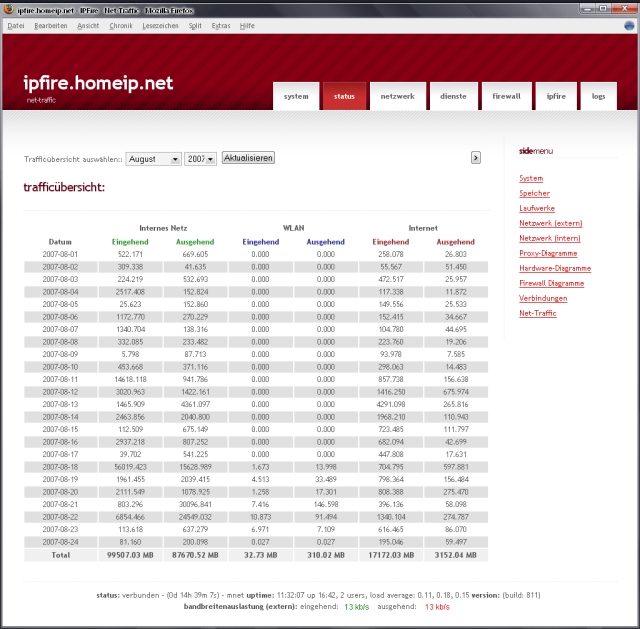 ipfire.homeip.net - IPFire - Net-Traffic - Mozilla Firefox
Datei Bearbeiten Ansicht Chronik Lesezeichen Split Extras Hilfe
ipfire.homeip.net
net-traffic
system status netzwerk dienste firewall ipfire logs
Trafficübersicht auswählen:: August 2007 Aktualisieren >
trafficübersicht:
Internes Netz WLAN Internet
Datum Eingehend Ausgehend Eingehend Ausgehend Eingehend Ausgehend
2007-08-01 522.171 669.605 0.000 0.000 258.078 26.803
2007-08-02 309.338 41.635 0.000 0.000 55.567 51.450
2007-08-03 224.219 532.693 0.000 0.000 472.517 25.957
2007-08-04 2517.408 152.824 0.000 0.000 117.338 11.872
2007-08-05 25.623 152.860 0.000 0.000 149.556 25.533
2007-08-06 1172.770 270.229 0.000 0.000 152.415 34.667
2007-08-07 1340.704 138.316 0.000 0.000 104.780 44.695
2007-08-08 332.085 233.482 0.000 0.000 223.760 19.206
2007-08-09 5.798 87.713 0.000 0.000 93.978 7.585
2007-08-10 453.668 371.116 0.000 0.000 298.063 14.483
2007-08-11 14618.118 941.786 0.000 0.000 857.738 156.638
2007-08-12 3020.963 1422.161 0.000 0.000 1416.250 675.974
2007-08-13 1465.909 4361.097 0.000 0.000 4291.098 265.816
2007-08-14 2463.856 2040.800 0.000 0.000 1968.210 110.943
2007-08-15 112.509 675.149 0.000 0.000 723.485 111.797
2007-08-16 2937.218 807.252 0.000 0.000 682.094 42.699
2007-08-17 39.702 541.225 0.000 0.000 447.808 17.631
2007-08-18 56019.423 15628.989 1.673 13.998 704.795 597.881
2007-08-19 1961.455 2039.415 4.513 33.489 798.364 156.484
2007-08-20 2111.549 1078.925 1.258 17.301 808.388 275.470
2007-08-21 803.296 30096.841 7.416 146.598 396.136 58.098
2007-08-22 6854.466 24549.032 10.873 91.494 1340.104 274.787
2007-08-23 113.618 637.279 6.971 7.109 616.465 86.070
2007-08-24 81.160 200.098 0.027 0.027 195.046 59.497
Total 99507.03 MB 87670.52 MB 32.73 MB 310.02 MB 17172.03 MB 3152.04 MB
sidemenu
System
Speicher
Laufwerke
Netzwerk (extern)
Netzwerk (intern)
Proxy-Diagramme
Hardware-Diagramme
Firewall Diagramme
Verbindungen
Net-Traffic
status: verbunden - (0d 14h 39m 7s) - mnet uptime: 11:32:07 up 16:42, 2 users, load average: 0.11, 0.18, 0.15 version: (build: 811)
bandbreitenauslastung (extern): eingehend: 13 kb/s ausgehend: 13 kb/s